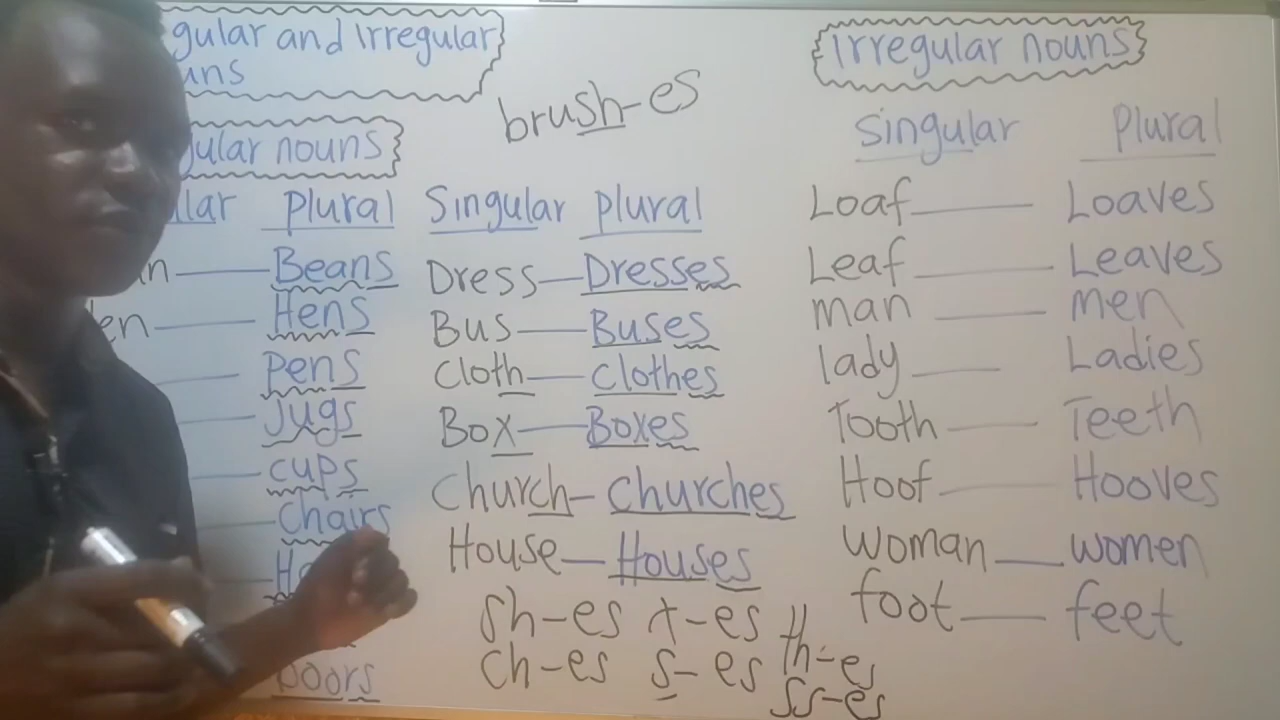 gular and Irregular
uns
gular nouns
lar Plural
n Beans
en Hens
Pens
Jugs
cups
Chairs
Doors
brush-es
Singular plural
Dress—Dresses
Bus—Buses
Cloth—Clothes
Box—Boxes
Church-Churches
House—Houses
Sh-es x-es th-es
Ch-es s-es ss-es
Irregular nouns
Singular Plural
Loaf—Loaves
Leaf—Leaves
man—men
lady—Ladies
Tooth—Teeth
Hoof—Hooves
woman—women
foot—feet